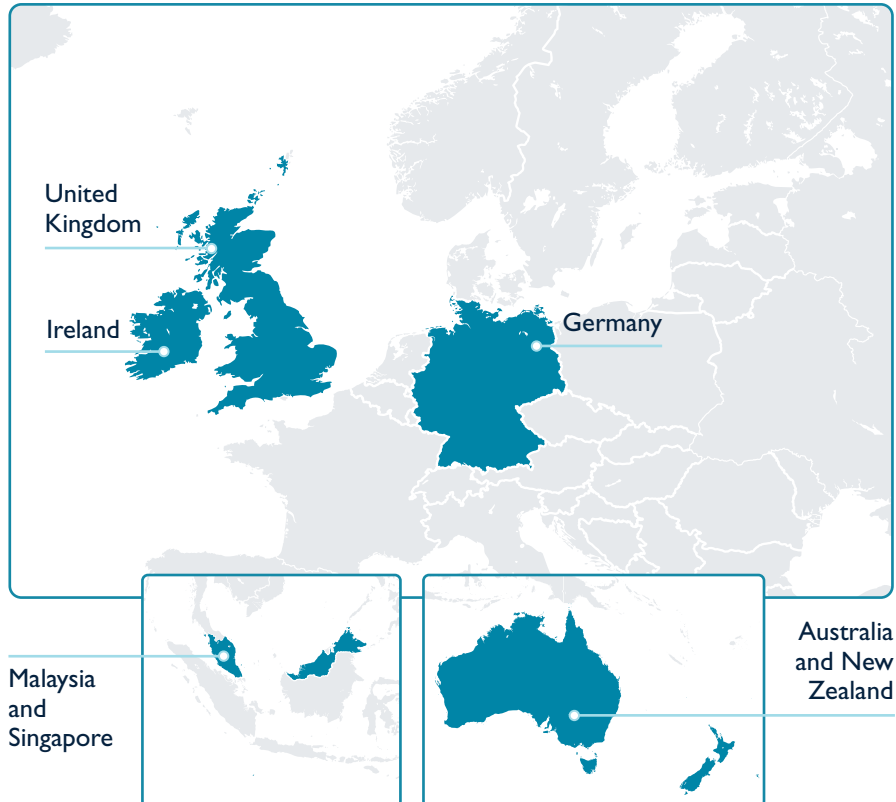 United
Kingdom
Ireland
Germany
Malaysia
and
Singapore
Australia
and New
Zealand